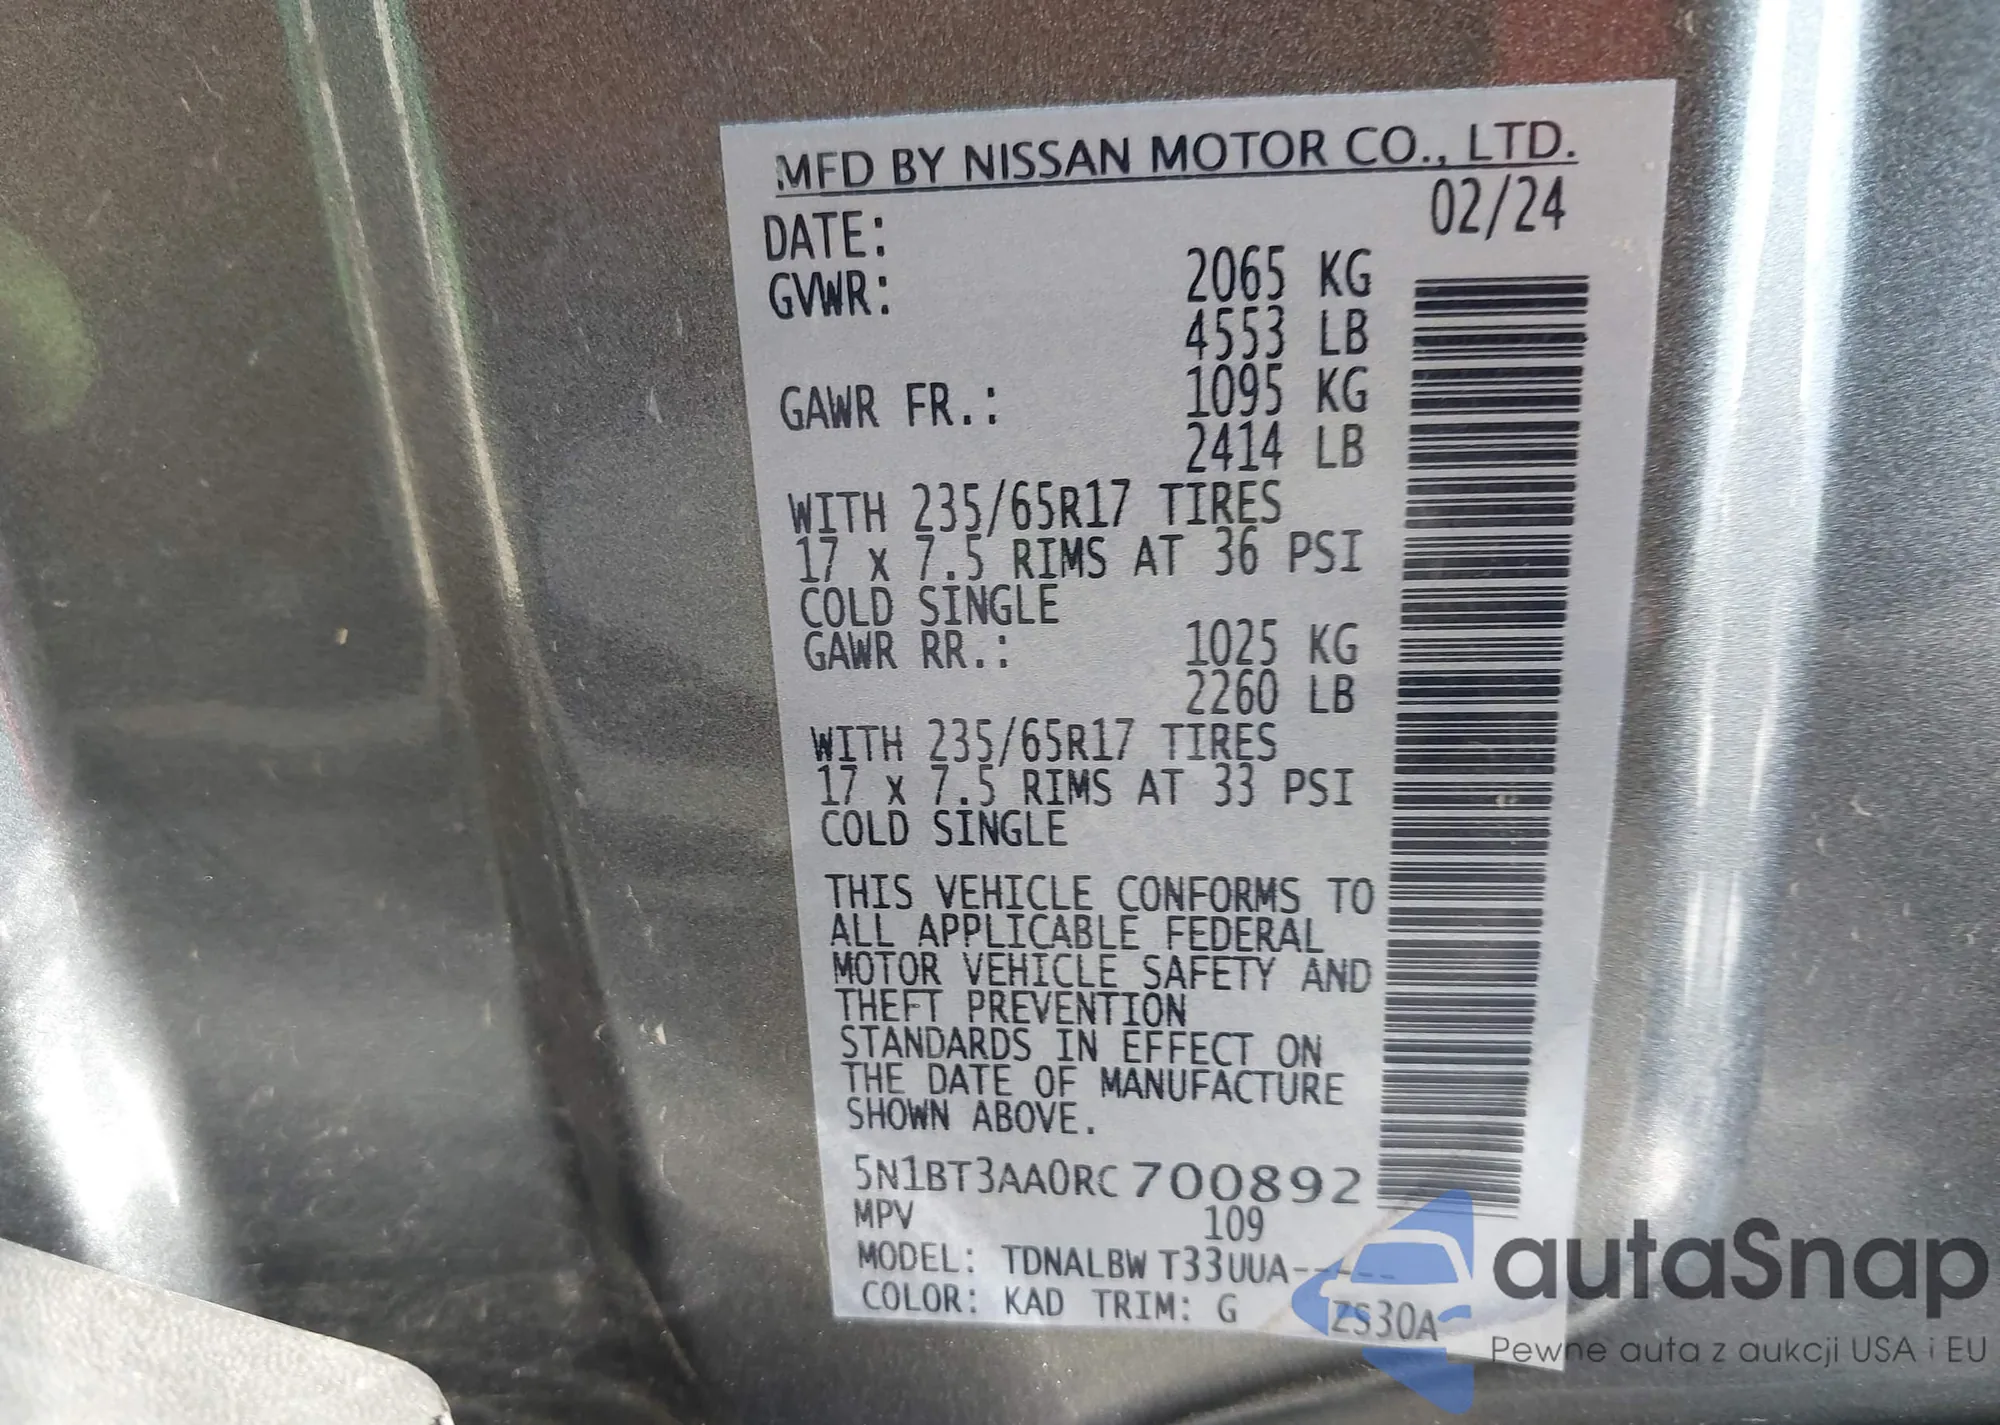 MFD BY NISSAN MOTOR CO., LTD.
DATE: 02/24
GVWR: 2065 KG
4553 LB
GAWR FR.: 1095 KG
2414 LB
WITH 235/65R17 TIRES
17 x 7.5 RIMS AT 36 PSI
COLD SINGLE
GAWR RR.: 1025 KG
2260 LB
WITH 235/65R17 TIRES
17 x 7.5 RIMS AT 33 PSI
COLD SINGLE
THIS VEHICLE CONFORMS TO
ALL APPLICABLE FEDERAL
MOTOR VEHICLE SAFETY AND
THEFT PREVENTION
STANDARDS IN EFFECT ON
THE DATE OF MANUFACTURE
SHOWN ABOVE.
5N1BT3AA0RC700892
MPV 109
MODEL: TDNALBW T33UUA-----
COLOR: KAD TRIM: G ZS30A
autaSnap
Pewne auta z aukcji USA i EU